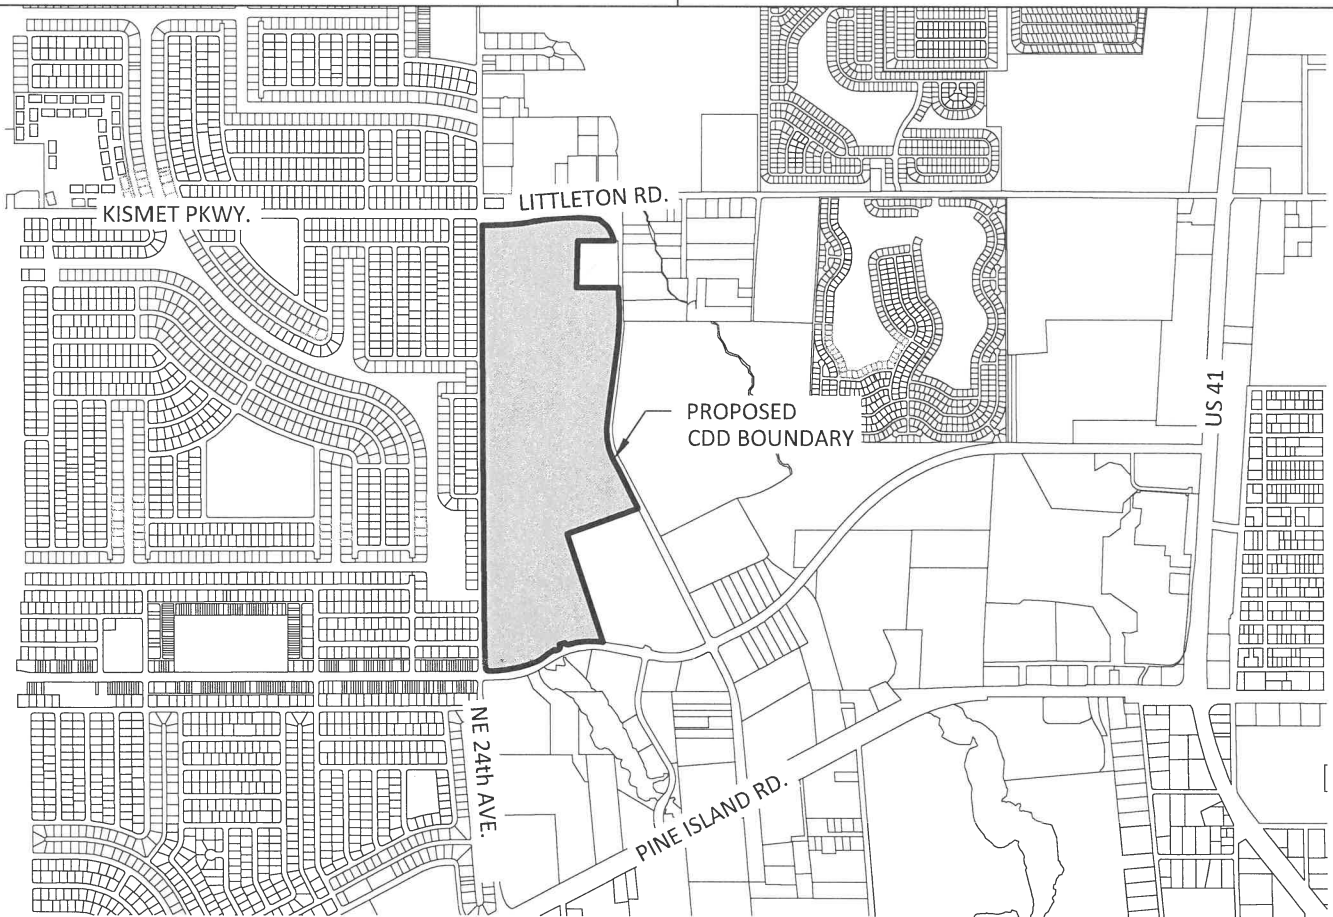 LITTLETON RD.
KISMET PKWY.
US 41
PROPOSED
CDD BOUNDARY
NE 24th AVE.
PINE ISLAND RD.